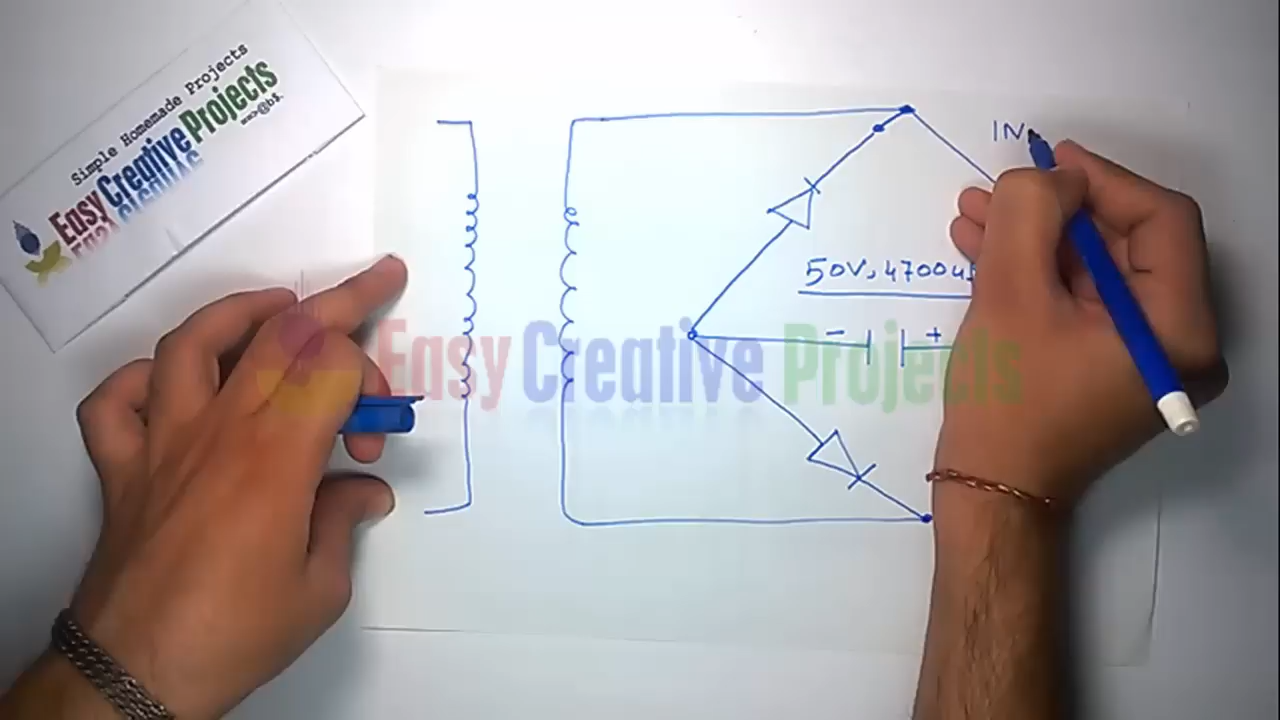 Simple Homemade Projects
Easy Creative Projects
IN
50V,4700u
- +
Easy Creative Projects